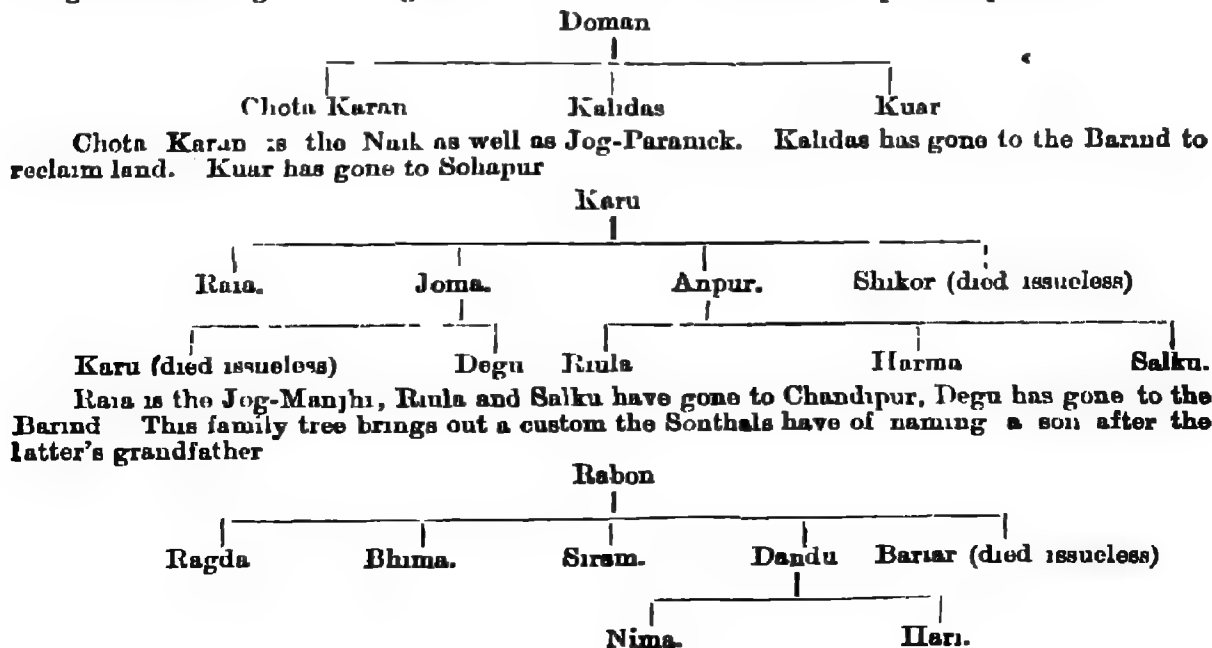 Doman
Chota Karan Kalidas Kuar
Chota Karan is the Naik as well as Jog-Paranick. Kalidas has gone to the Barind to
reclaim land. Kuar has gone to Sohapur
Karu
Raia. Joma. Anpur. Shikor (died issueless)
Karu (died issueless) Degu Riula Harma Salku.
Raia is the Jog-Manjhi, Riula and Salku have gone to Chandipur, Degu has gone to the
Barind This family tree brings out a custom the Sonthals have of naming a son after the
latter's grandfather
Rabon
Ragda Bhima. Siram. Dandu Bariar (died issueless)
Nima. Hari.